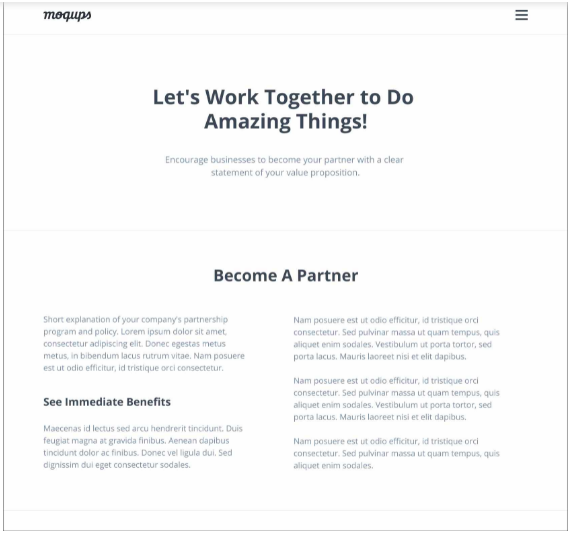 moqups
Let's Work Together to Do
Amazing Things!
Encourage businesses to become your partner with a clear
statement of your value proposition.
Become A Partner
Short explanation of your company's partnership
program and policy. Lorem ipsum dolor sit amet,
consectetur adipiscing elit. Donec egestas metus
metus, in bibendum lacus rutrum vitae. Nam posuere
est ut odio efficitur, id tristique orci consectetur.
See Immediate Benefits
Maecenas id lectus sed arcu hendrerit tincidunt. Duis
feugiat magna at gravida finibus. Aenean dapibus
tincidunt dolor ac finibus. Donec vel ligula dui. Sed
dignissim dui eget consectetur sodales.
Nam posuere est ut odio efficitur, id tristique orci
consectetur. Sed pulvinar massa ut quam tempus, quis
aliquet enim sodales. Vestibulum ut porta tortor, sed
porta lacus. Mauris laoreet nisi et elit dapibus.
Nam posuere est ut odio efficitur, id tristique orci
consectetur. Sed pulvinar massa ut quam tempus, quis
aliquet enim sodales. Vestibulum ut porta tortor, sed
porta lacus. Mauris laoreet nisi et elit dapibus.
Nam posuere est ut odio efficitur, id tristique orci
consectetur. Sed pulvinar massa ut quam tempus, quis
aliquet enim sodales.